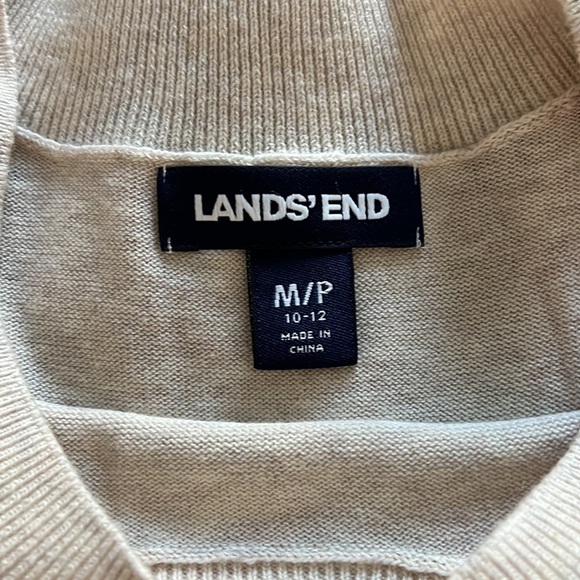 LANDS' END
M/P
10-12
MADE IN
CHINA